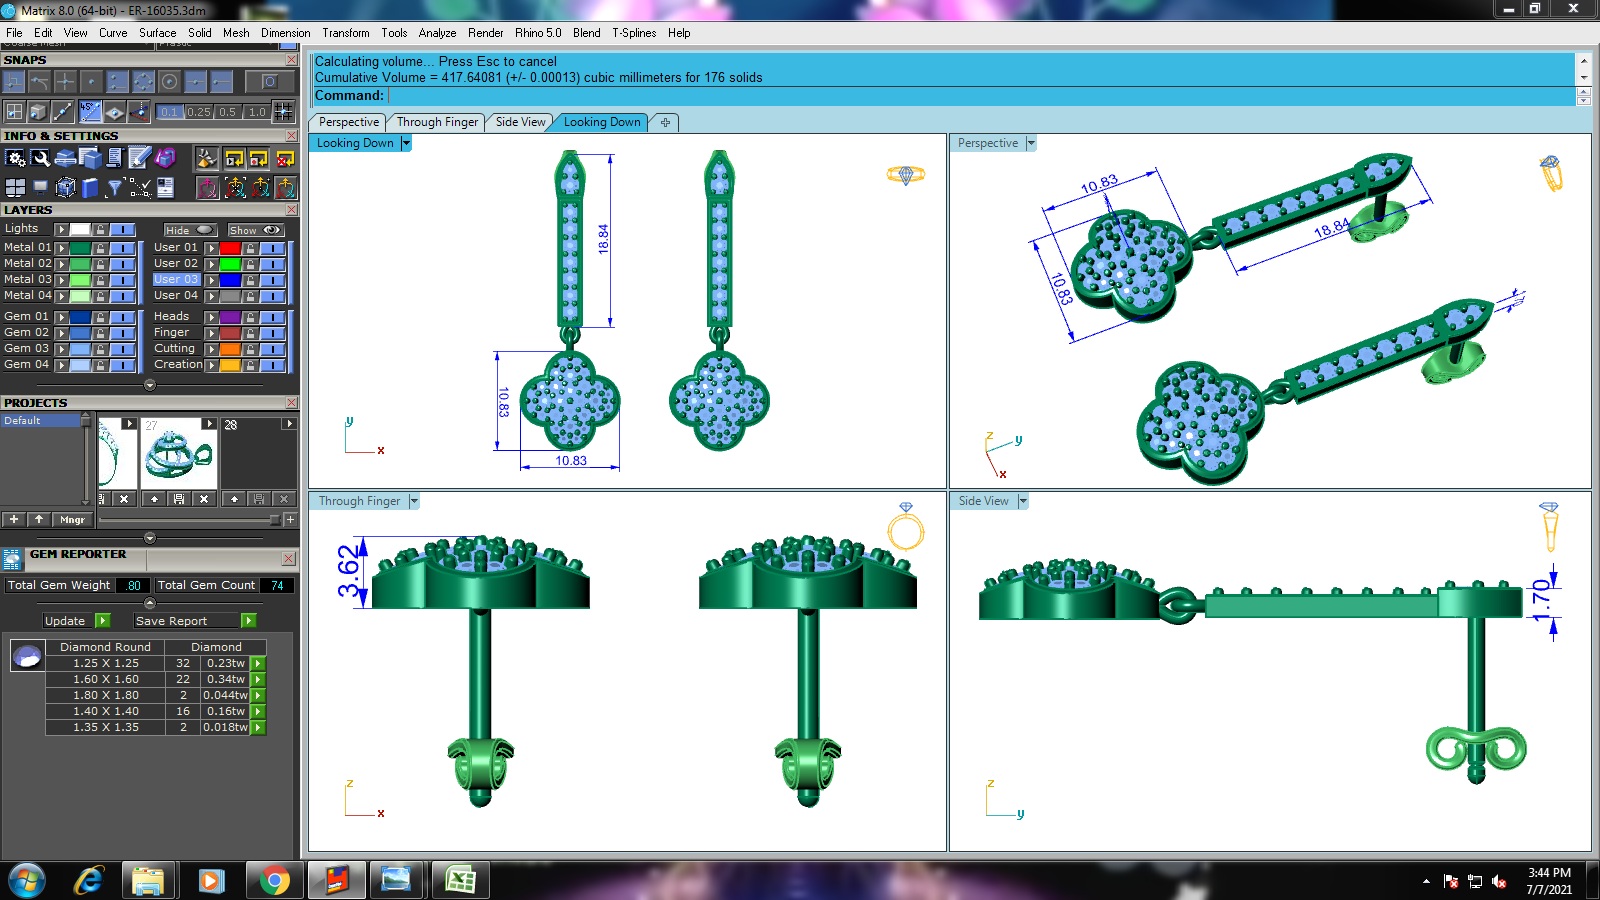 Matrix 8.0 (64-bit) - ER-16035.3dm
File Edit View Curve Surface Solid Mesh Dimension Transform Tools Analyze Render Rhino 5.0 Blend T-Splines Help
SNAPS
45°
0.1 0.25 0.5 1.0
INFO & SETTINGS
LAYERS
Lights Hide Show
Metal 01 User 01
Metal 02 User 02
Metal 03 User 03
Metal 04 User 04
Gem 01 Heads
Gem 02 Finger
Gem 03 Cutting
Gem 04 Creation
PROJECTS
Default
27 28
Mngr
GEM REPORTER
Total Gem Weight .80 Total Gem Count 74
Update Save Report
Diamond Round Diamond
1.25 X 1.25 32 0.23tw
1.60 X 1.60 22 0.34tw
1.80 X 1.80 2 0.044tw
1.40 X 1.40 16 0.16tw
1.35 X 1.35 2 0.018tw
Calculating volume... Press Esc to cancel
Cumulative Volume = 417.64081 (+/- 0.00013) cubic millimeters for 176 solids
Command:
Perspective Through Finger Side View Looking Down
Looking Down
18.84
10.83
10.83
y
x
Perspective
10.83
18.84
10.83
z
y
x
Through Finger
3.62
z
x
Side View
1.70
z
y
3:44 PM
7/7/2021